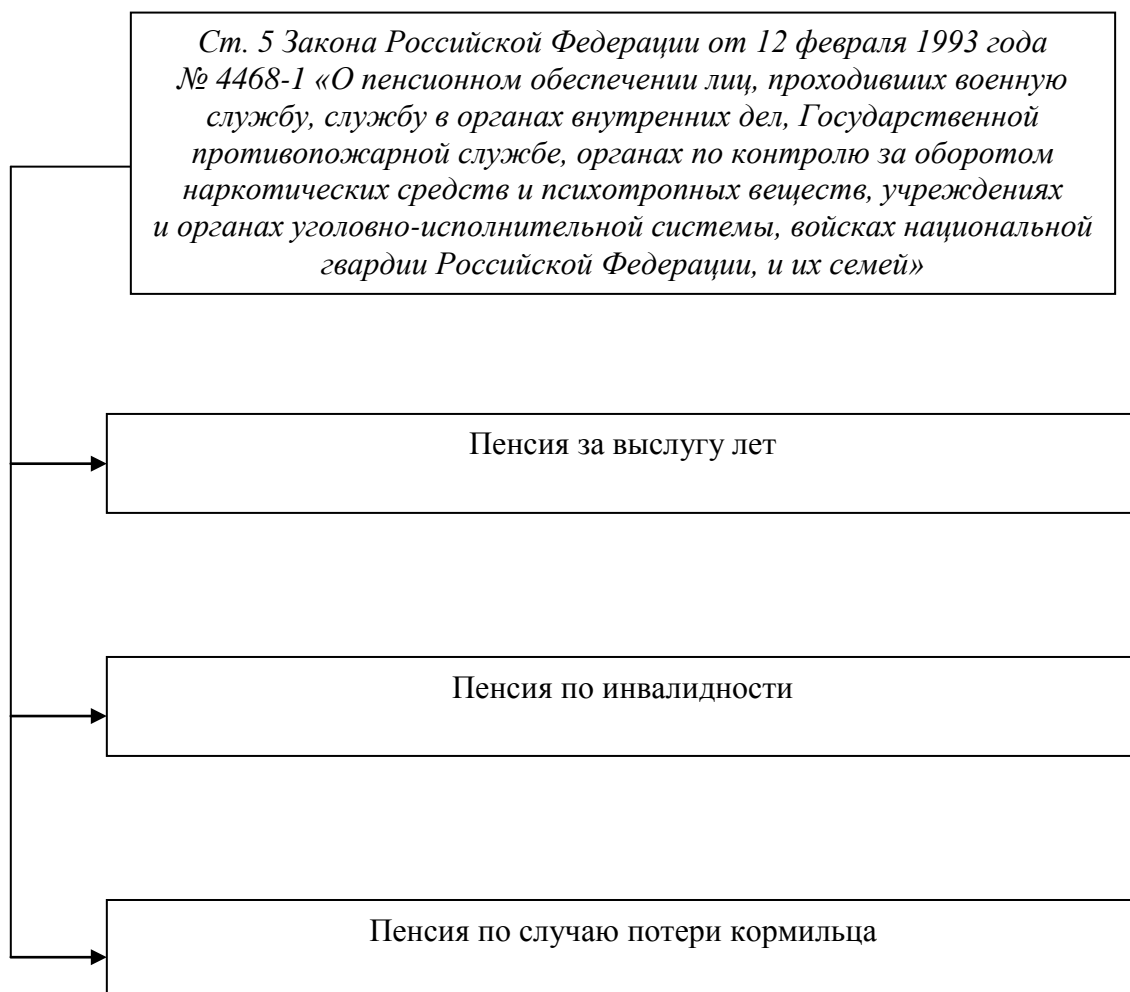 Ст. 5 Закона Российской Федерации от 12 февраля 1993 года
№ 4468-1 «О пенсионном обеспечении лиц, проходивших военную
службу, службу в органах внутренних дел, Государственной
противопожарной службе, органах по контролю за оборотом
наркотических средств и психотропных веществ, учреждениях
и органах уголовно-исполнительной системы, войсках национальной
гвардии Российской Федерации, и их семей»
Пенсия за выслугу лет
Пенсия по инвалидности
Пенсия по случаю потери кормильца